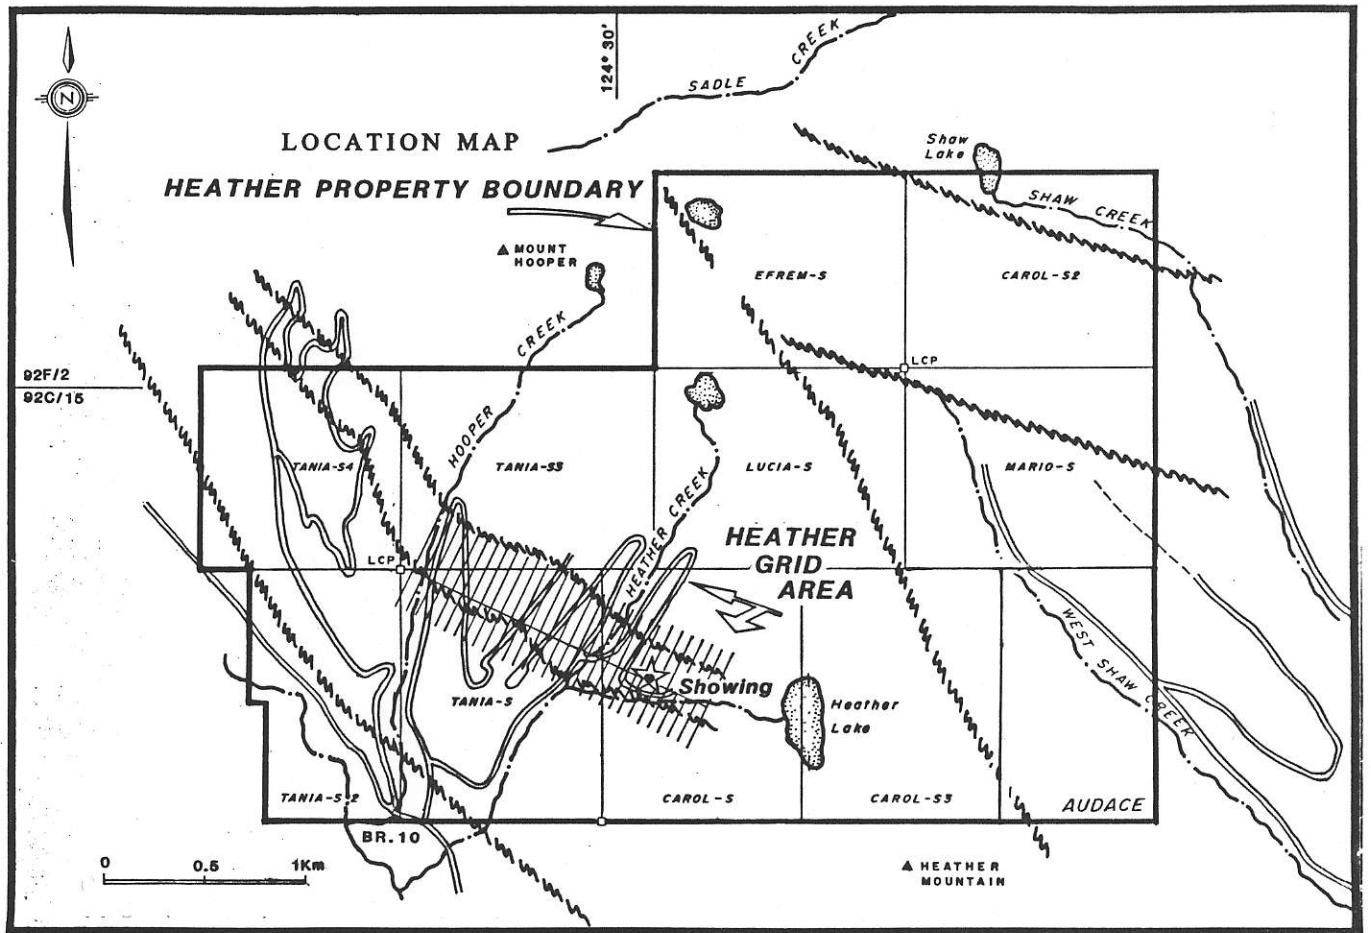 124° 30'
SADLE CREEK
N
LOCATION MAP
HEATHER PROPERTY BOUNDARY
Shaw
Lake
SHAW CREEK
MOUNT
HOOPER
EFREM-S
CAROL-S2
HOOPER CREEK
LCP
92F/2
92C/15
TANIA-S4
TANIA-S3
LUCIA-S
MARIO-S
HEATHER CREEK
HEATHER
GRID
AREA
LCP
WEST SHAW CREEK
Showing
TANIA-S
Heather
Lake
TANIA-S-2
CAROL-S
CAROL-S3
AUDACE
BR.10
0 0.5 1Km
HEATHER
MOUNTAIN